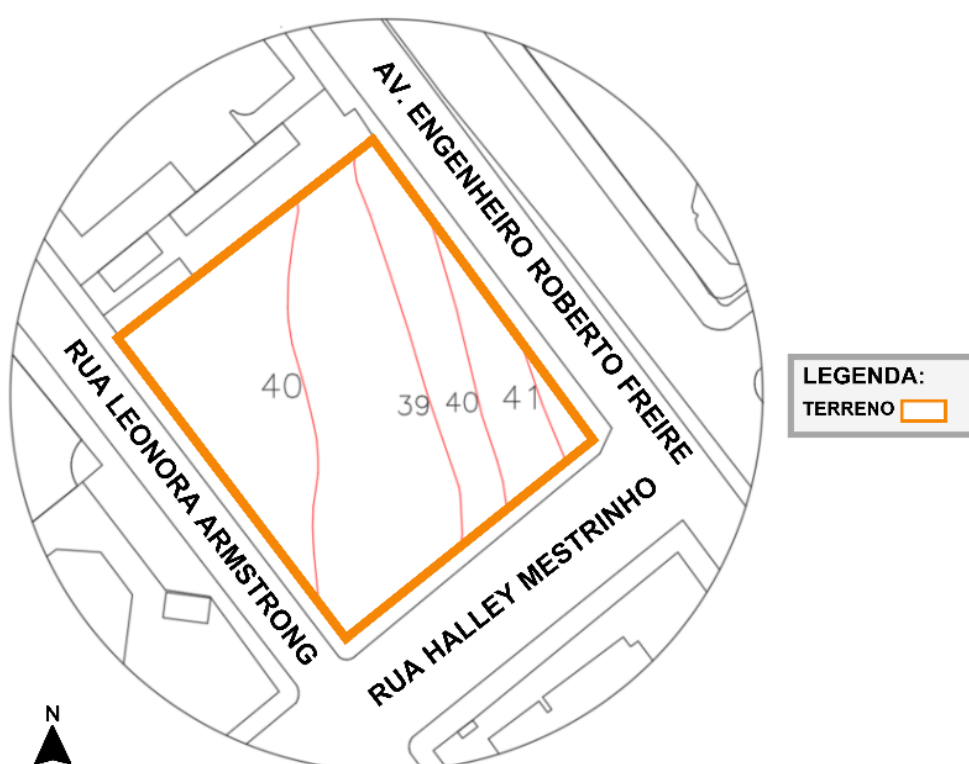 AV. ENGENHEIRO ROBERTO FREIRE
RUA LEONORA ARMSTRONG
40
39
40
41
RUA HALLEY MESTRINHO
LEGENDA:
TERRENO
N